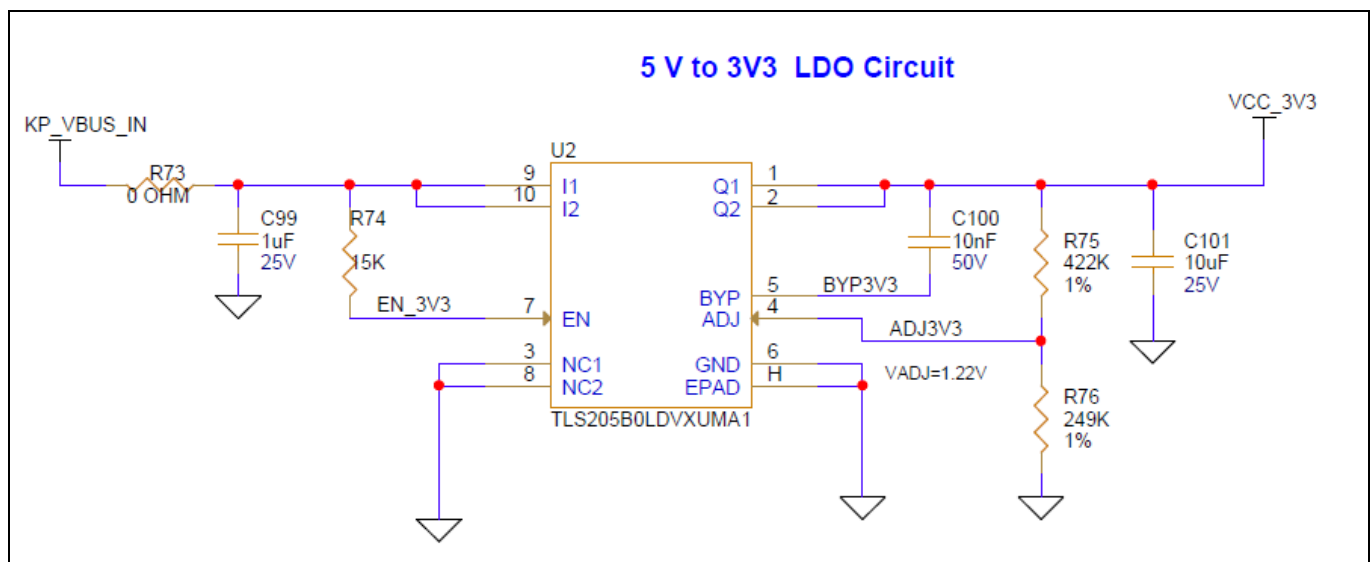 5 V to 3V3 LDO Circuit
KP_VBUS_IN
VCC_3V3
R73
0 OHM
U2
9
10
I1
I2
Q1
Q2
1
2
C99
1uF
25V
R74
15K
C100
10nF
50V
R75
422K
1%
C101
10uF
25V
EN_3V3
7
EN
BYP
ADJ
5
4
BYP3V3
ADJ3V3
3
8
NC1
NC2
GND
EPAD
6
H
VADJ=1.22V
R76
249K
1%
TLS205B0LDVXUMA1